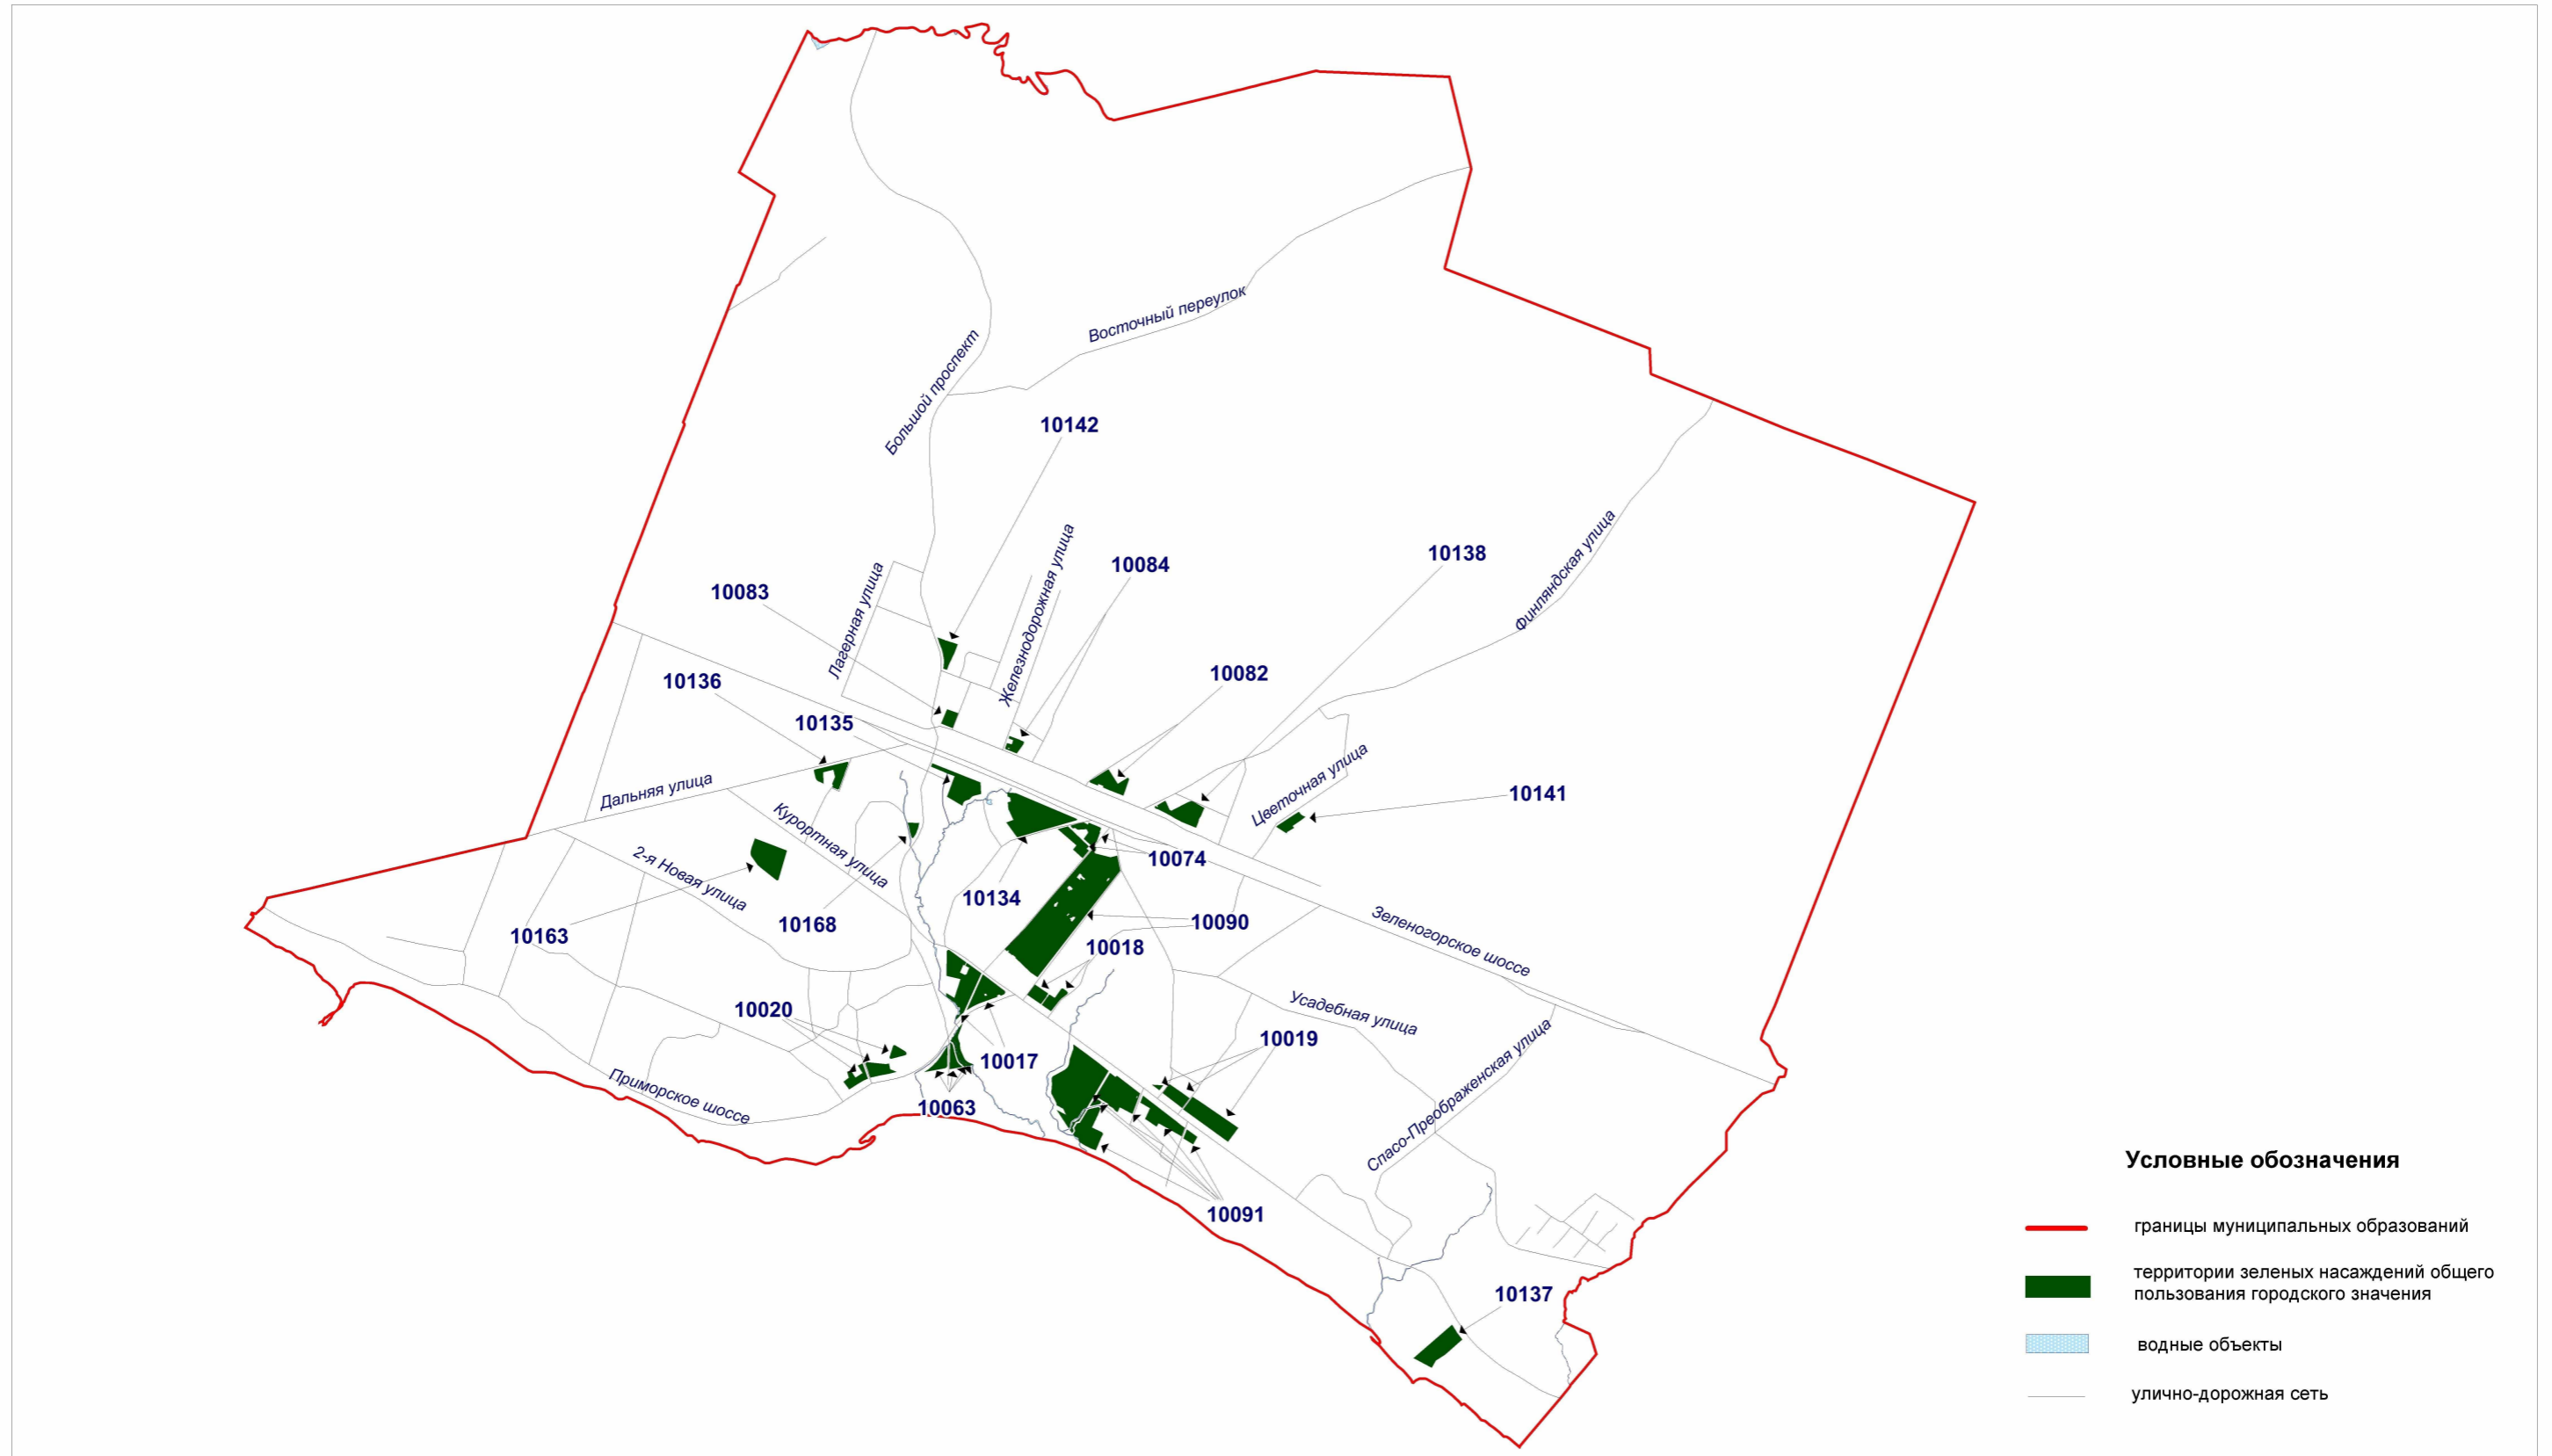 Восточный переулок
Большой проспект
10142
Финляндская улица
Железнодорожная улица
10138
10084
Лагерная улица
10083
10082
10136
10135
Цветочная улица
Дальняя улица
10141
Курортная улица
2-я Новая улица
10074
10134
10168
10090
10163
10018
Зеленогорское шоссе
10020
Усадебная улица
10019
10017
Спасо-Преображенская улица
Приморское шоссе
10063
10091
10137
Условные обозначения
границы муниципальных образований
территории зеленых насаждений общего
пользования городского значения
водные объекты
улично-дорожная сеть